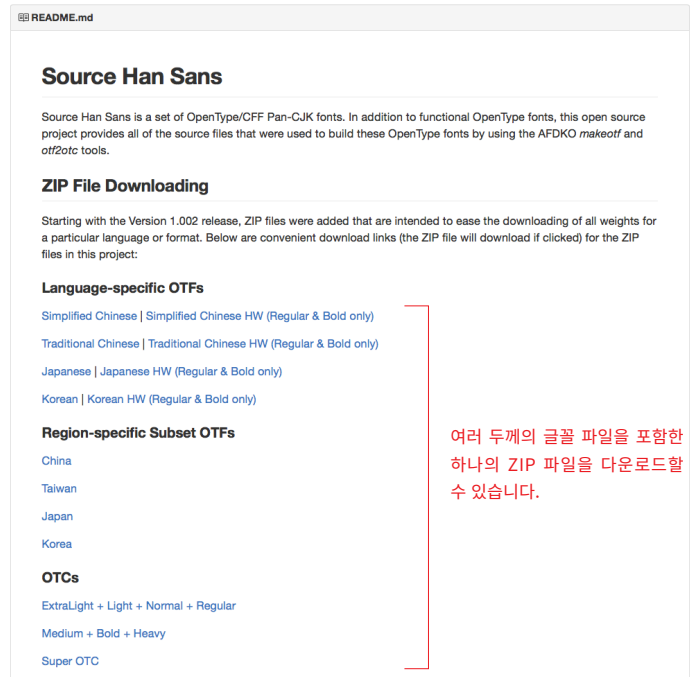 README.md
Source Han Sans
Source Han Sans is a set of OpenType/CFF Pan-CJK fonts. In addition to functional OpenType fonts, this open source
project provides all of the source files that were used to build these OpenType fonts by using the AFDKO makeotf and
otf2otc tools.
ZIP File Downloading
Starting with the Version 1.002 release, ZIP files were added that are intended to ease the downloading of all weights for
a particular language or format. Below are convenient download links (the ZIP file will download if clicked) for the ZIP
files in this project:
Language-specific OTFs
Simplified Chinese | Simplified Chinese HW (Regular & Bold only)
Traditional Chinese | Traditional Chinese HW (Regular & Bold only)
Japanese | Japanese HW (Regular & Bold only)
Korean | Korean HW (Regular & Bold only)
Region-specific Subset OTFs
China
Taiwan
Japan
Korea
OTCs
ExtraLight + Light + Normal + Regular
Medium + Bold + Heavy
Super OTC
여러 두께의 글꼴 파일을 포함한
하나의 ZIP 파일을 다운로드할
수 있습니다.